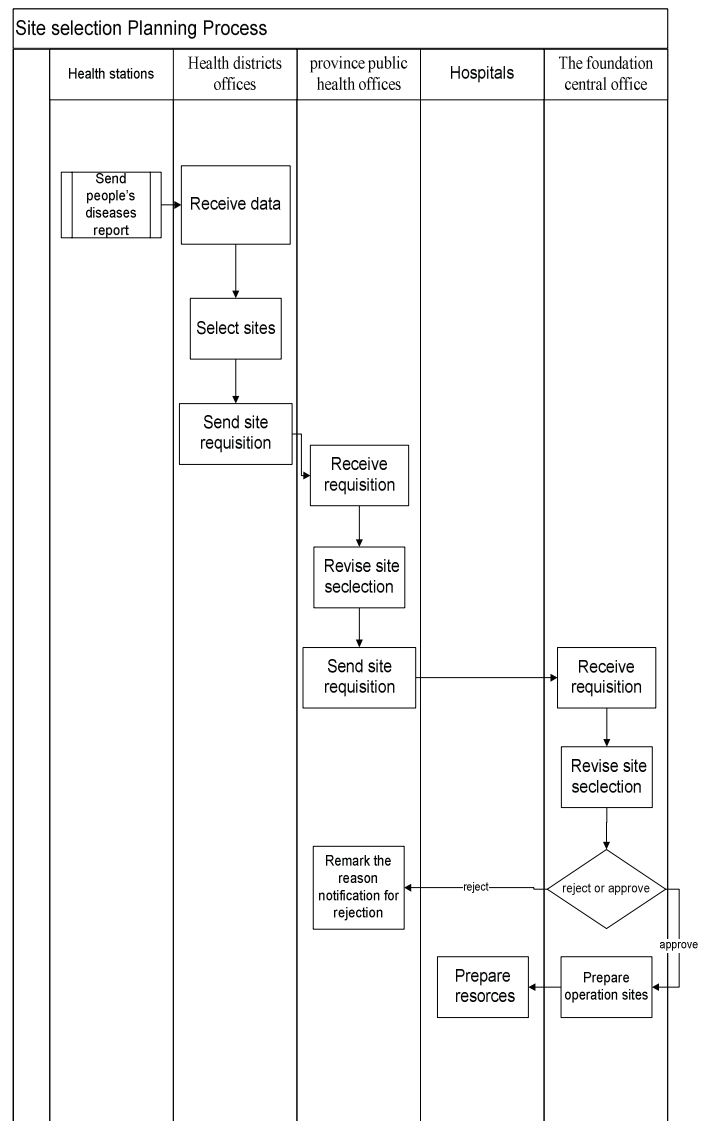 Site selection Planning Process
Health stations
Health districts
offices
province public
health offices
Hospitals
The foundation
central office
Send
people's
diseases
report
Receive data
Select sites
Send site
requisition
Receive
requisition
Revise site
seclection
Send site
requisition
Receive
requisition
Revise site
seclection
Remark the
reason
notification for
rejection
reject
reject or approve
approve
Prepare
resorces
Prepare
operation sites